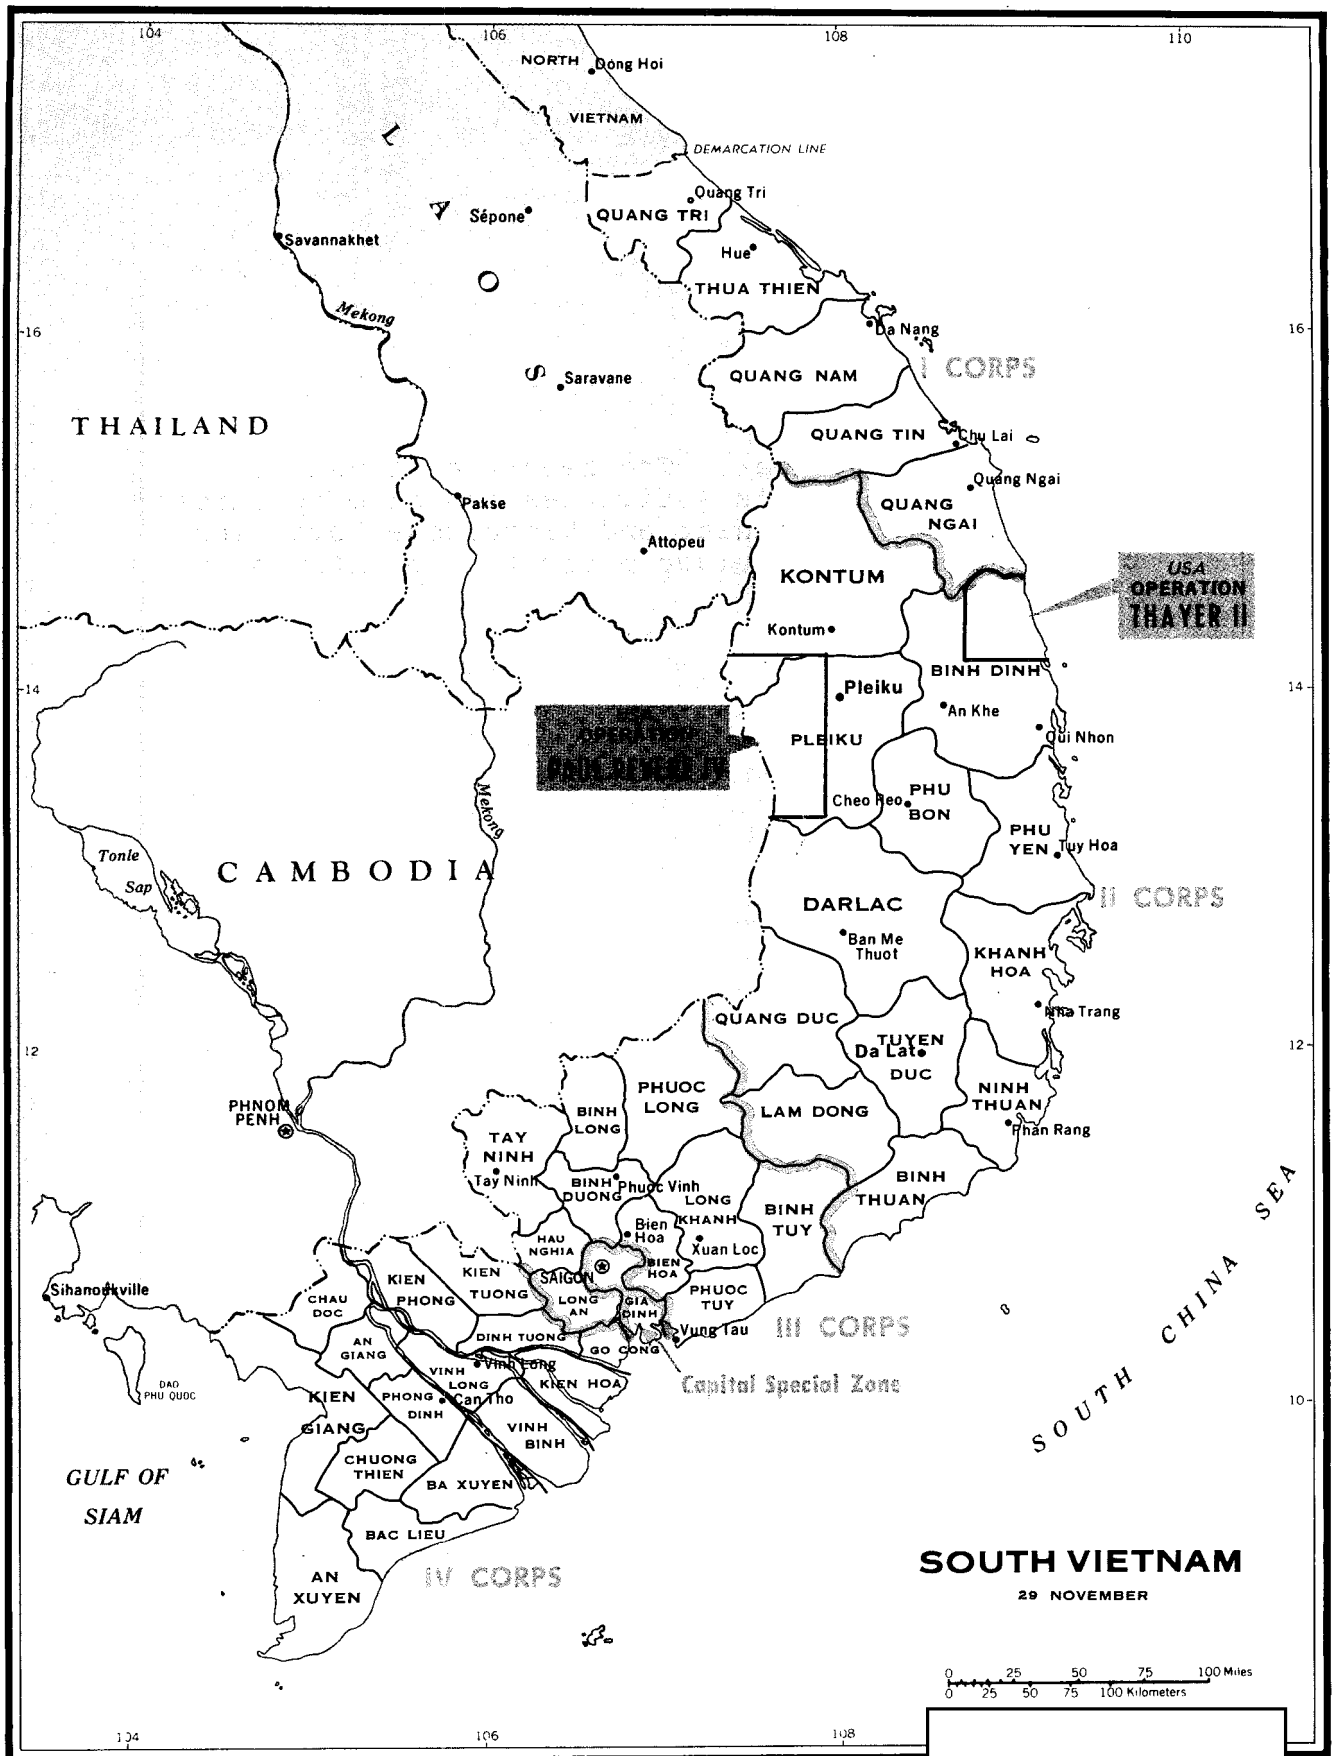 104
106
108
110
NORTH
Dong Hoi
VIETNAM
DEMARCATION LINE
L
A
O
S
Quang Tri
QUANG TRI
Sépone
Savannakhet
Hue
THUA THIEN
Mekong
16
16
Da Nang
I CORPS
QUANG NAM
Saravane
THAILAND
QUANG TIN
Chu Lai
Quang Ngai
Pakse
QUANG
NGAI
Attopeu
KONTUM
USA
OPERATION
THAYER II
Kontum
BINH DINH
14
14
Pleiku
An Khe
OPERATION
PAUL REVERE IV
PLEIKU
Qui Nhon
Mekong
Cheo Reo
PHU
BON
PHU
YEN
Tuy Hoa
Tonle
Sap
CAMBODIA
II CORPS
DARLAC
Ban Me
Thuot
KHANH
HOA
Nha Trang
QUANG DUC
12
12
TUYEN
DUC
Da Lat
PHUOC
LONG
NINH
THUAN
PHNOM
PENH
BINH
LONG
LAM DONG
Phan Rang
TAY
NINH
Tay Ninh
BINH
DUONG
Phuoc Vinh
BINH
THUAN
LONG
KHANH
BINH
TUY
Bien
Hoa
Xuan Loc
HAU
NGHIA
BIEN
HOA
SAIGON
KIEN
PHONG
KIEN
TUONG
PHUOC
TUY
Sihanoukville
CHAU
DOC
LONG
AN
GIA
DINH
Vung Tau
III CORPS
AN
GIANG
DINH TUONG
GO CONG
VINH
LONG
Vinh Long
KIEN HOA
Capital Special Zone
DAO
PHU QUOC
KIEN
GIANG
PHONG
DINH
Can Tho
VINH
BINH
10
CHUONG
THIEN
BA XUYEN
GULF OF
SIAM
SOUTH CHINA SEA
BAC LIEU
AN
XUYEN
IV CORPS
SOUTH VIETNAM
29 NOVEMBER
0 25 50 75 100 Miles
0 25 50 75 100 Kilometers
104
106
108